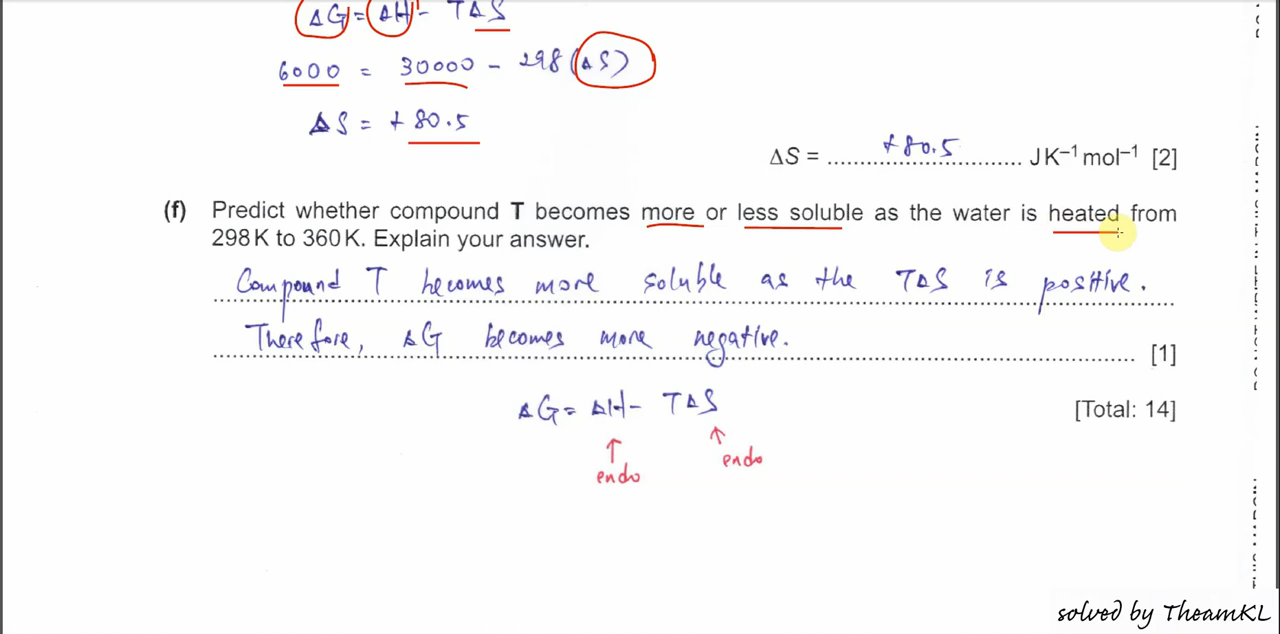 ΔG = ΔH - TΔS
6000 = 30000 - 298 (ΔS)
ΔS = + 80.5
ΔS = ...... +80.5 ...... J K⁻¹ mol⁻¹ [2]
(f) Predict whether compound T becomes more or less soluble as the water is heated from
298 K to 360 K. Explain your answer.
Compound T becomes more soluble as the TΔS is positive.
Therefore, ΔG becomes more negative.
[1]
ΔG = ΔH - TΔS
[Total: 14]
↑ ↑
endo endo
solved by TheamKL